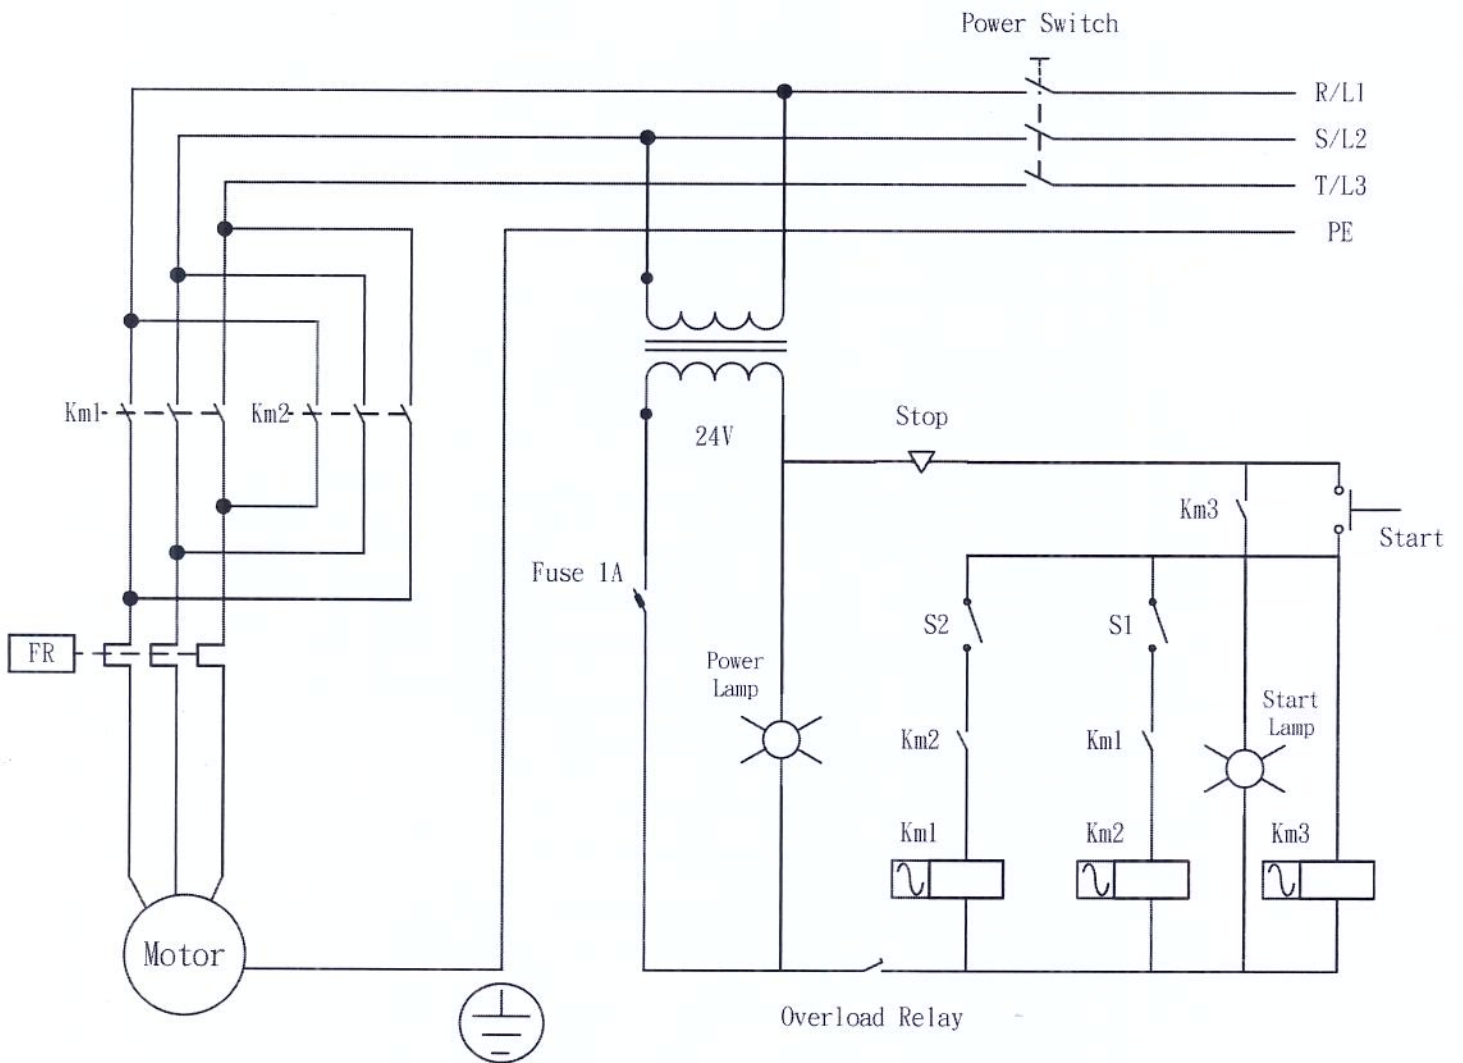 Power Switch
R/L1
S/L2
T/L3
PE
Km1
Km2
24V
Stop
Km3
Start
Fuse 1A
S2
S1
FR
Power
Lamp
Start
Lamp
Km2
Km1
Km1
Km2
Km3
Motor
Overload Relay